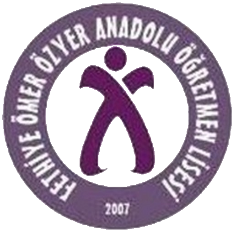 FETHİYE ÖMER ÖZYER ANADOLU ÖĞRETMEN LİSESİ
2007